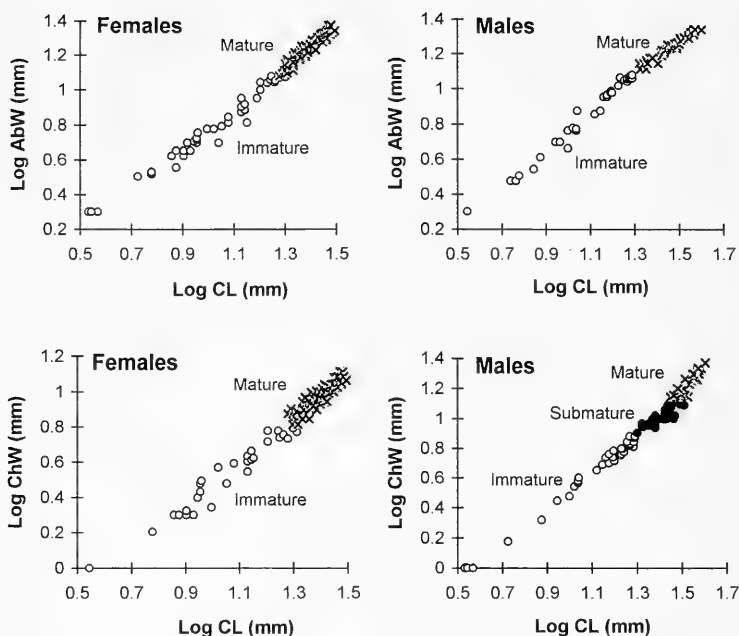 Females
Log AbW (mm)
1.4
1.2
1
0.8
0.6
0.4
0.2
Mature
Immature
0.5 0.7 0.9 1.1 1.3 1.5
Log CL (mm)
Males
Log AbW (mm)
1.4
1.2
1
0.8
0.6
0.4
0.2
Mature
Immature
0.5 0.7 0.9 1.1 1.3 1.5 1.7
Log CL (mm)
Females
Log ChW (mm)
1.2
1
0.8
0.6
0.4
0.2
0
Mature
Immature
0.5 0.7 0.9 1.1 1.3 1.5
Log CL (mm)
Males
Log ChW (mm)
1.4
1.2
1
0.8
0.6
0.4
0.2
0
Mature
Submature
Immature
0.5 0.7 0.9 1.1 1.3 1.5 1.7
Log CL (mm)